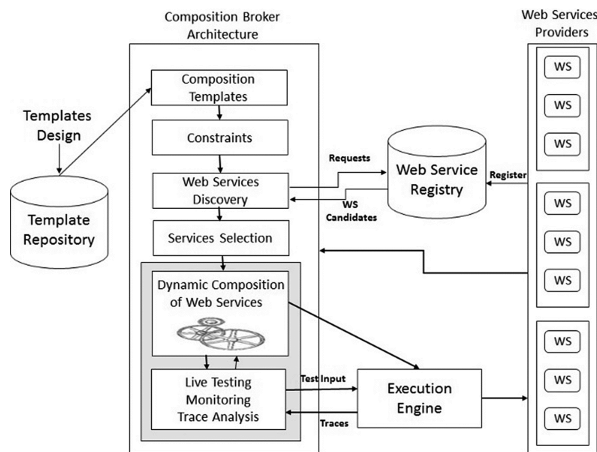 Composition Broker
Architecture
Web Services
Providers
Composition
Templates
Templates
Design
Constraints
Web Services
Discovery
Requests
WS
Candidates
Web Service
Registry
Register
Template
Repository
Services Selection
Dynamic Composition
of Web Services
Live Testing
Monitoring
Trace Analysis
Test Input
Traces
Execution
Engine
WS
WS
WS
WS
WS
WS
WS
WS
WS